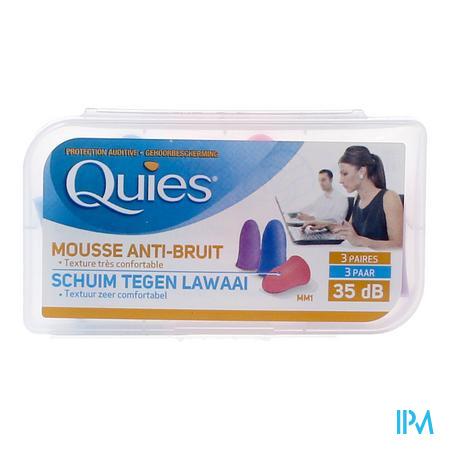 PROTECTION AUDITIVE • GEHOORBESCHERMING
Quies®
MOUSSE ANTI-BRUIT
• Texture très confortable
SCHUIM TEGEN LAWAAI
• Textuur zeer comfortabel
MM1
3 PAIRES
3 PAAR
35 dB
IPM